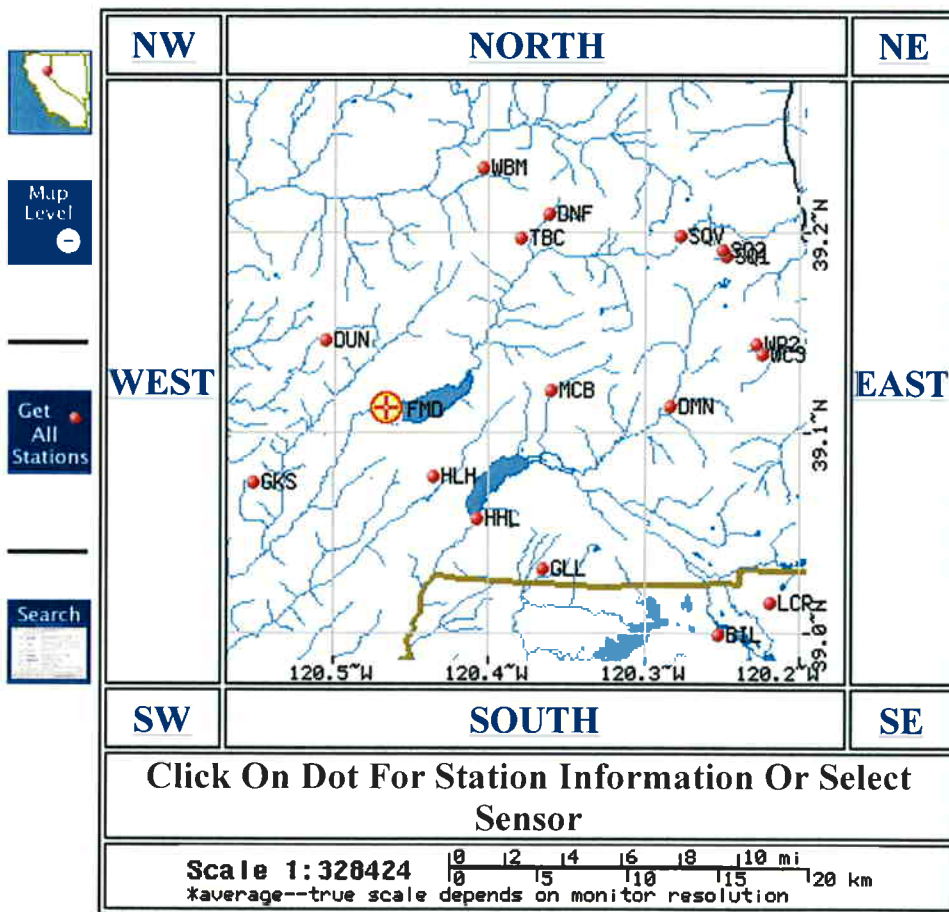 NW
NORTH
NE
Map
Level
WBM
DNF
TBC
SQV
SQ2
SQ1
39.2~N
DUN
WEST
EAST
Get
All
Stations
FMD
MCB
DMN
39.1~N
GKS
HLH
HHL
GLL
Search
LCR
BIL
39.0~N
120.5~W
120.4~W
120.3~W
120.2~W
SW
SOUTH
SE
Click On Dot For Station Information Or Select
Sensor
Scale 1:328424
0 2 4 6 8 10 mi
0 5 10 15 20 km
*average--true scale depends on monitor resolution